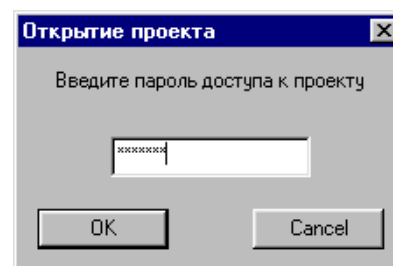 Открытие проекта
Введите пароль доступа к проекту
×××××××
OK
Cancel